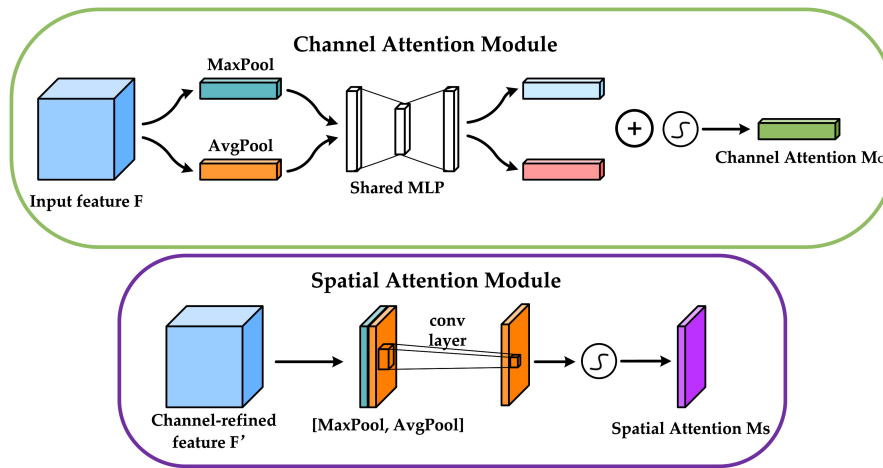 Channel Attention Module
MaxPool
AvgPool
Input feature F
Shared MLP
+
Channel Attention Mc
Spatial Attention Module
conv
layer
Channel-refined
feature F’
[MaxPool, AvgPool]
Spatial Attention Ms